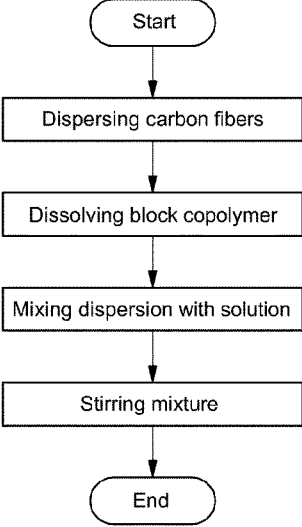 Start
Dispersing carbon fibers
Dissolving block copolymer
Mixing dispersion with solution
Stirring mixture
End